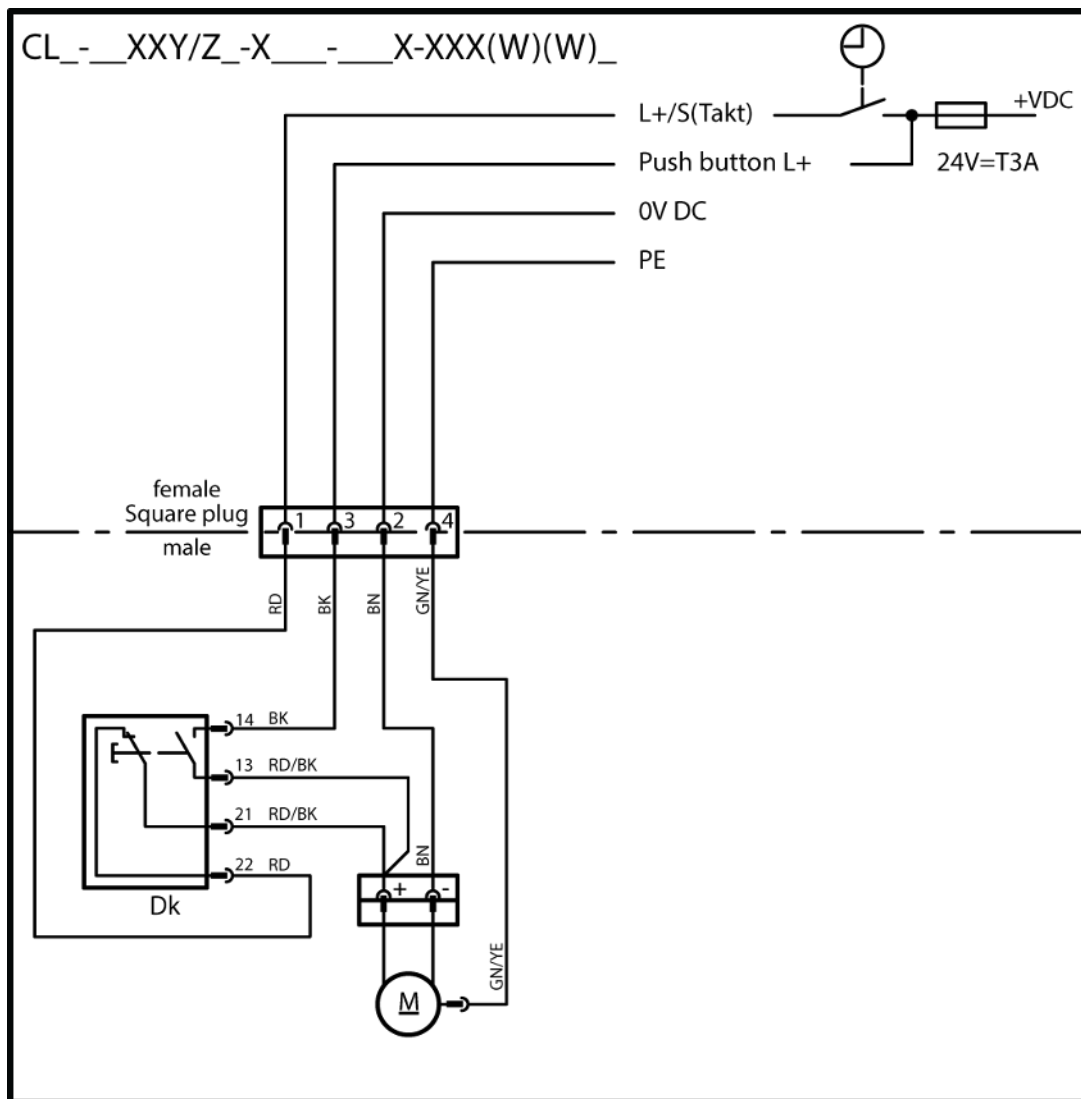 CL_-__XXY/Z_-X___-___X-XXX(W)(W)_
L+/S(Takt)
+VDC
Push button L+
24V=T3A
0V DC
PE
female
Square plug
male
1
3
2
4
RD
BK
BN
GN/YE
14 BK
13 RD/BK
21 RD/BK
22 RD
Dk
BN
+
-
GN/YE
M